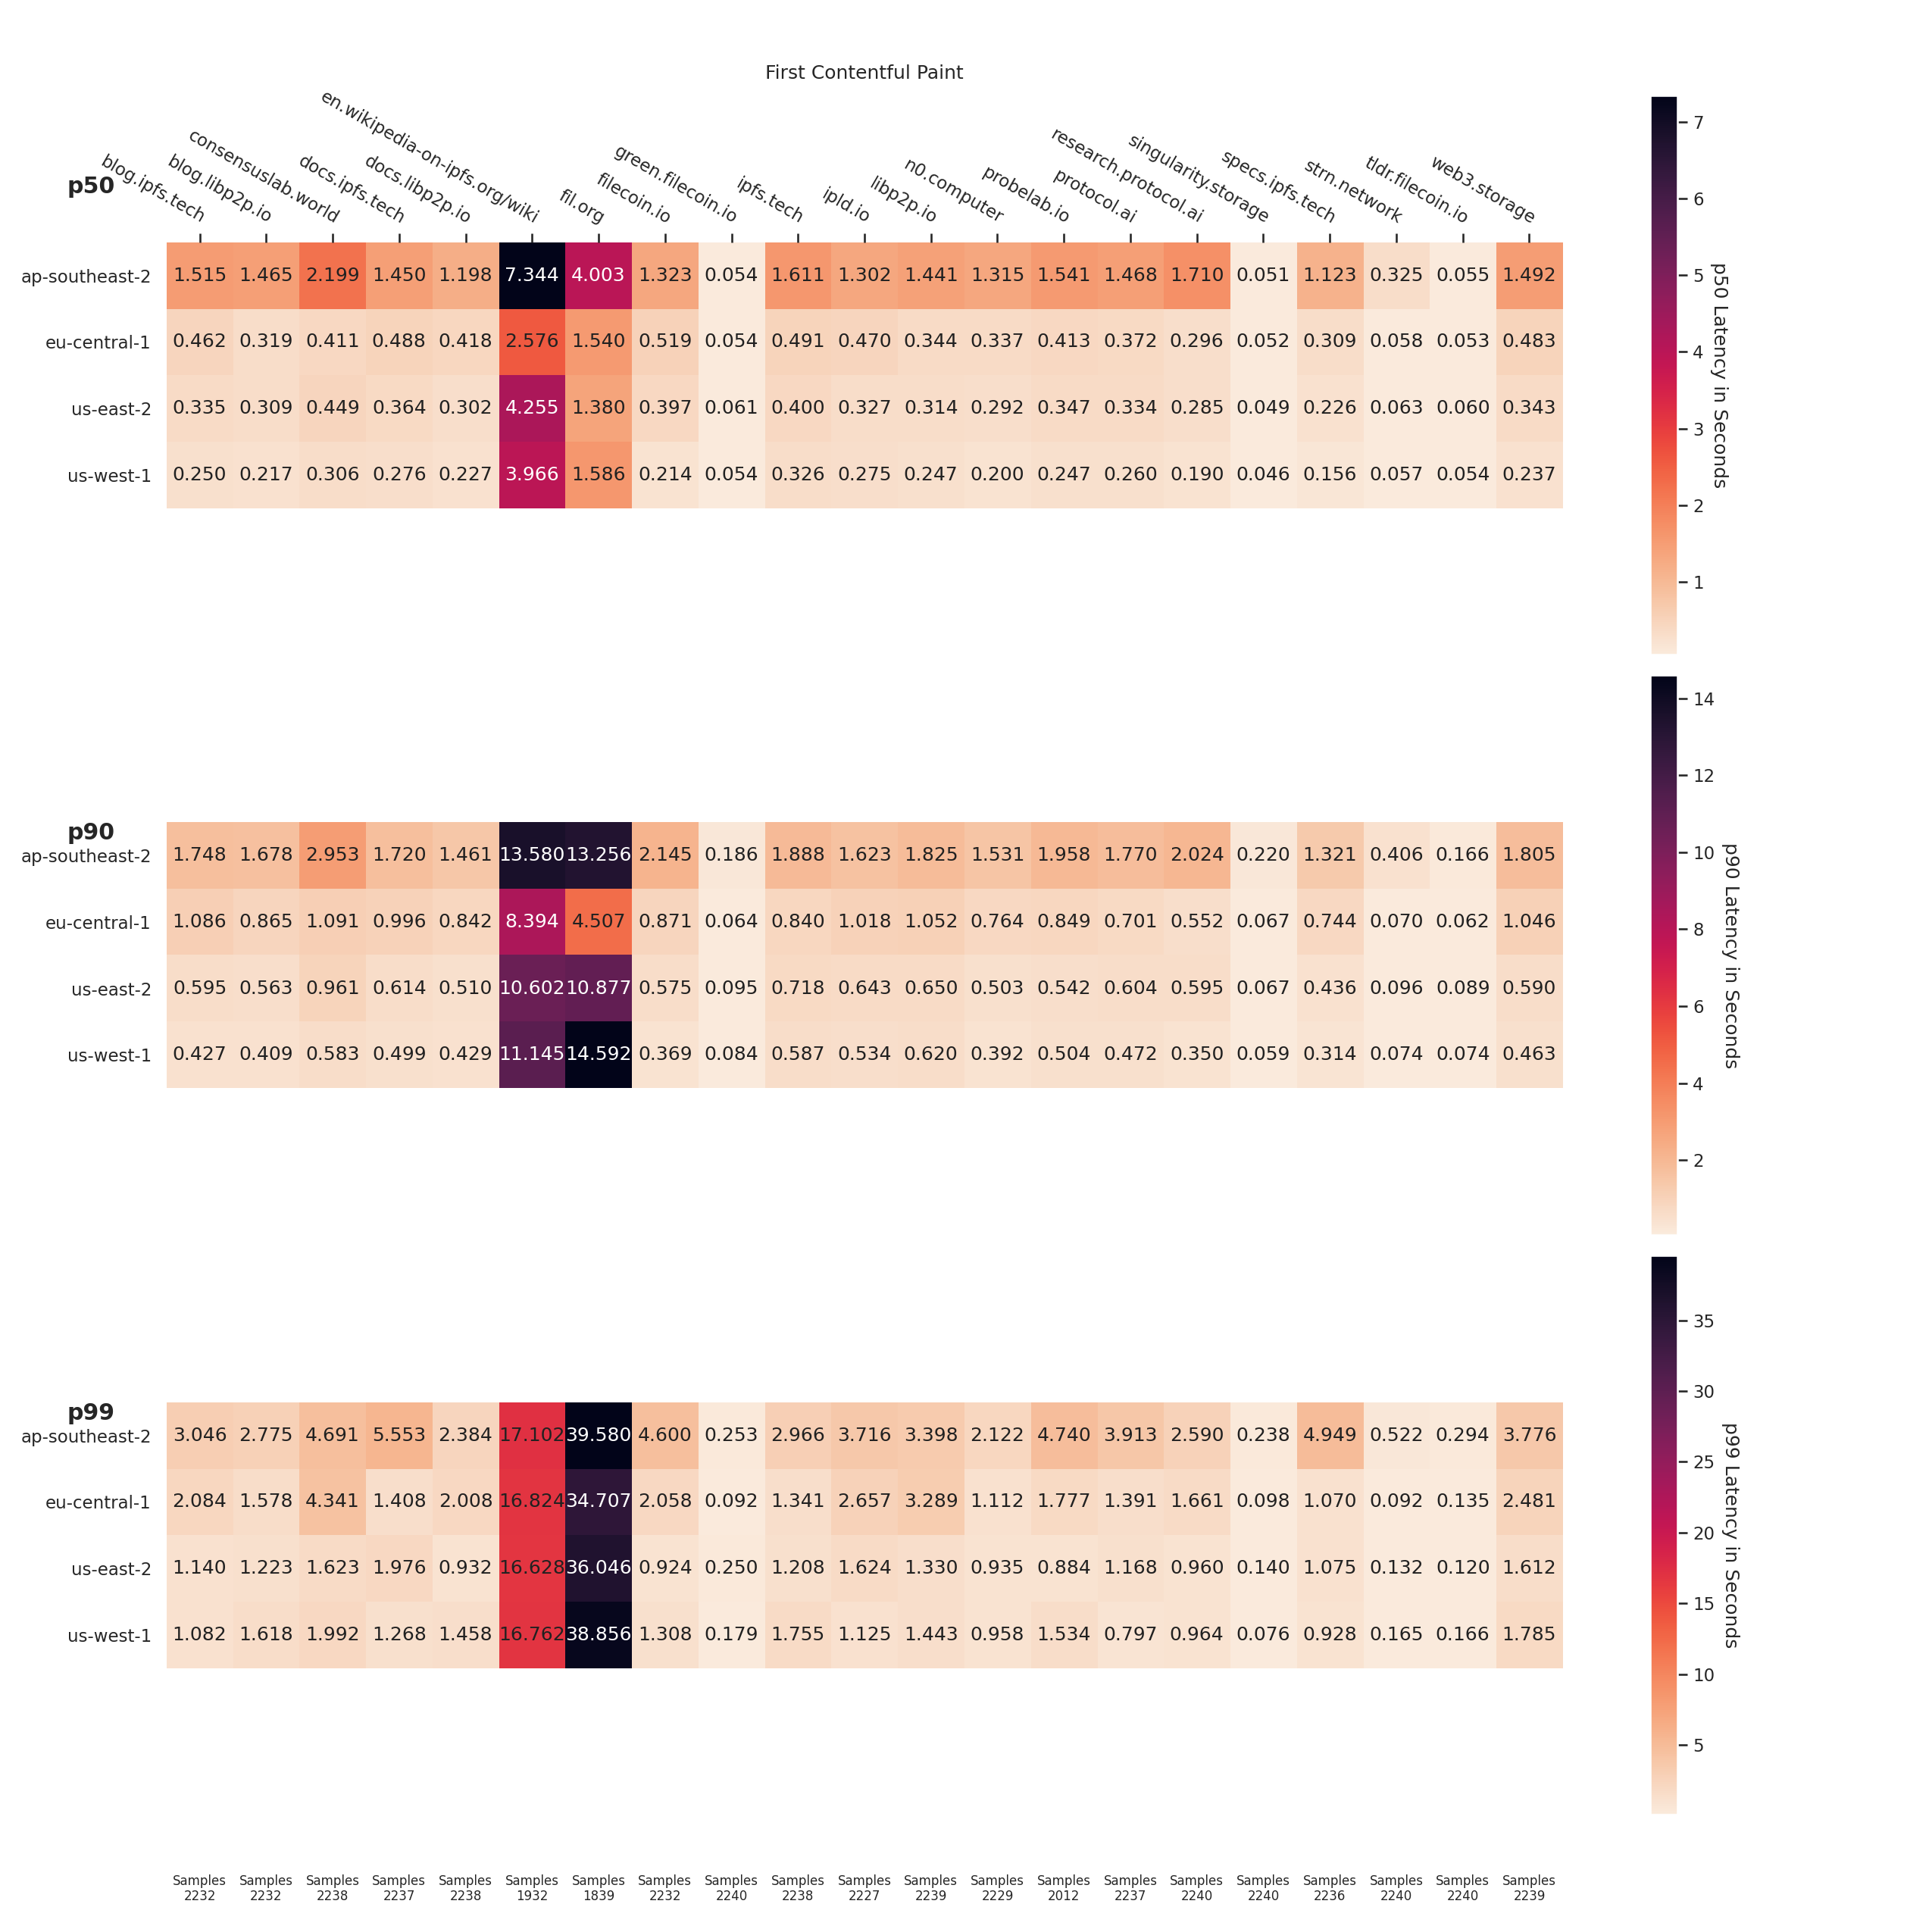 First Contentful Paint
p50
blog.ipfs.tech
blog.libp2p.io
consensuslab.world
docs.ipfs.tech
docs.libp2p.io
en.wikipedia-on-ipfs.org/wiki
fil.org
filecoin.io
green.filecoin.io
ipfs.tech
ipld.io
libp2p.io
n0.computer
probelab.io
protocol.ai
research.protocol.ai
singularity.storage
specs.ipfs.tech
strn.network
tldr.filecoin.io
web3.storage
ap-southeast-2 1.515 1.465 2.199 1.450 1.198 7.344 4.003 1.323 0.054 1.611 1.302 1.441 1.315 1.541 1.468 1.710 0.051 1.123 0.325 0.055 1.492
eu-central-1 0.462 0.319 0.411 0.488 0.418 2.576 1.540 0.519 0.054 0.491 0.470 0.344 0.337 0.413 0.372 0.296 0.052 0.309 0.058 0.053 0.483
us-east-2 0.335 0.309 0.449 0.364 0.302 4.255 1.380 0.397 0.061 0.400 0.327 0.314 0.292 0.347 0.334 0.285 0.049 0.226 0.063 0.060 0.343
us-west-1 0.250 0.217 0.306 0.276 0.227 3.966 1.586 0.214 0.054 0.326 0.275 0.247 0.200 0.247 0.260 0.190 0.046 0.156 0.057 0.054 0.237
7
6
5
4
3
2
1
p50 Latency in Seconds
p90
ap-southeast-2 1.748 1.678 2.953 1.720 1.461 13.580 13.256 2.145 0.186 1.888 1.623 1.825 1.531 1.958 1.770 2.024 0.220 1.321 0.406 0.166 1.805
eu-central-1 1.086 0.865 1.091 0.996 0.842 8.394 4.507 0.871 0.064 0.840 1.018 1.052 0.764 0.849 0.701 0.552 0.067 0.744 0.070 0.062 1.046
us-east-2 0.595 0.563 0.961 0.614 0.510 10.602 10.877 0.575 0.095 0.718 0.643 0.650 0.503 0.542 0.604 0.595 0.067 0.436 0.096 0.089 0.590
us-west-1 0.427 0.409 0.583 0.499 0.429 11.145 14.592 0.369 0.084 0.587 0.534 0.620 0.392 0.504 0.472 0.350 0.059 0.314 0.074 0.074 0.463
14
12
10
8
6
4
2
p90 Latency in Seconds
p99
ap-southeast-2 3.046 2.775 4.691 5.553 2.384 17.102 39.580 4.600 0.253 2.966 3.716 3.398 2.122 4.740 3.913 2.590 0.238 4.949 0.522 0.294 3.776
eu-central-1 2.084 1.578 4.341 1.408 2.008 16.824 34.707 2.058 0.092 1.341 2.657 3.289 1.112 1.777 1.391 1.661 0.098 1.070 0.092 0.135 2.481
us-east-2 1.140 1.223 1.623 1.976 0.932 16.628 36.046 0.924 0.250 1.208 1.624 1.330 0.935 0.884 1.168 0.960 0.140 1.075 0.132 0.120 1.612
us-west-1 1.082 1.618 1.992 1.268 1.458 16.762 38.856 1.308 0.179 1.755 1.125 1.443 0.958 1.534 0.797 0.964 0.076 0.928 0.165 0.166 1.785
35
30
25
20
15
10
5
p99 Latency in Seconds
Samples Samples Samples Samples Samples Samples Samples Samples Samples Samples Samples Samples Samples Samples Samples Samples Samples Samples Samples Samples Samples
2232 2232 2238 2237 2238 1932 1839 2232 2240 2238 2227 2239 2229 2012 2237 2240 2240 2236 2240 2240 2239